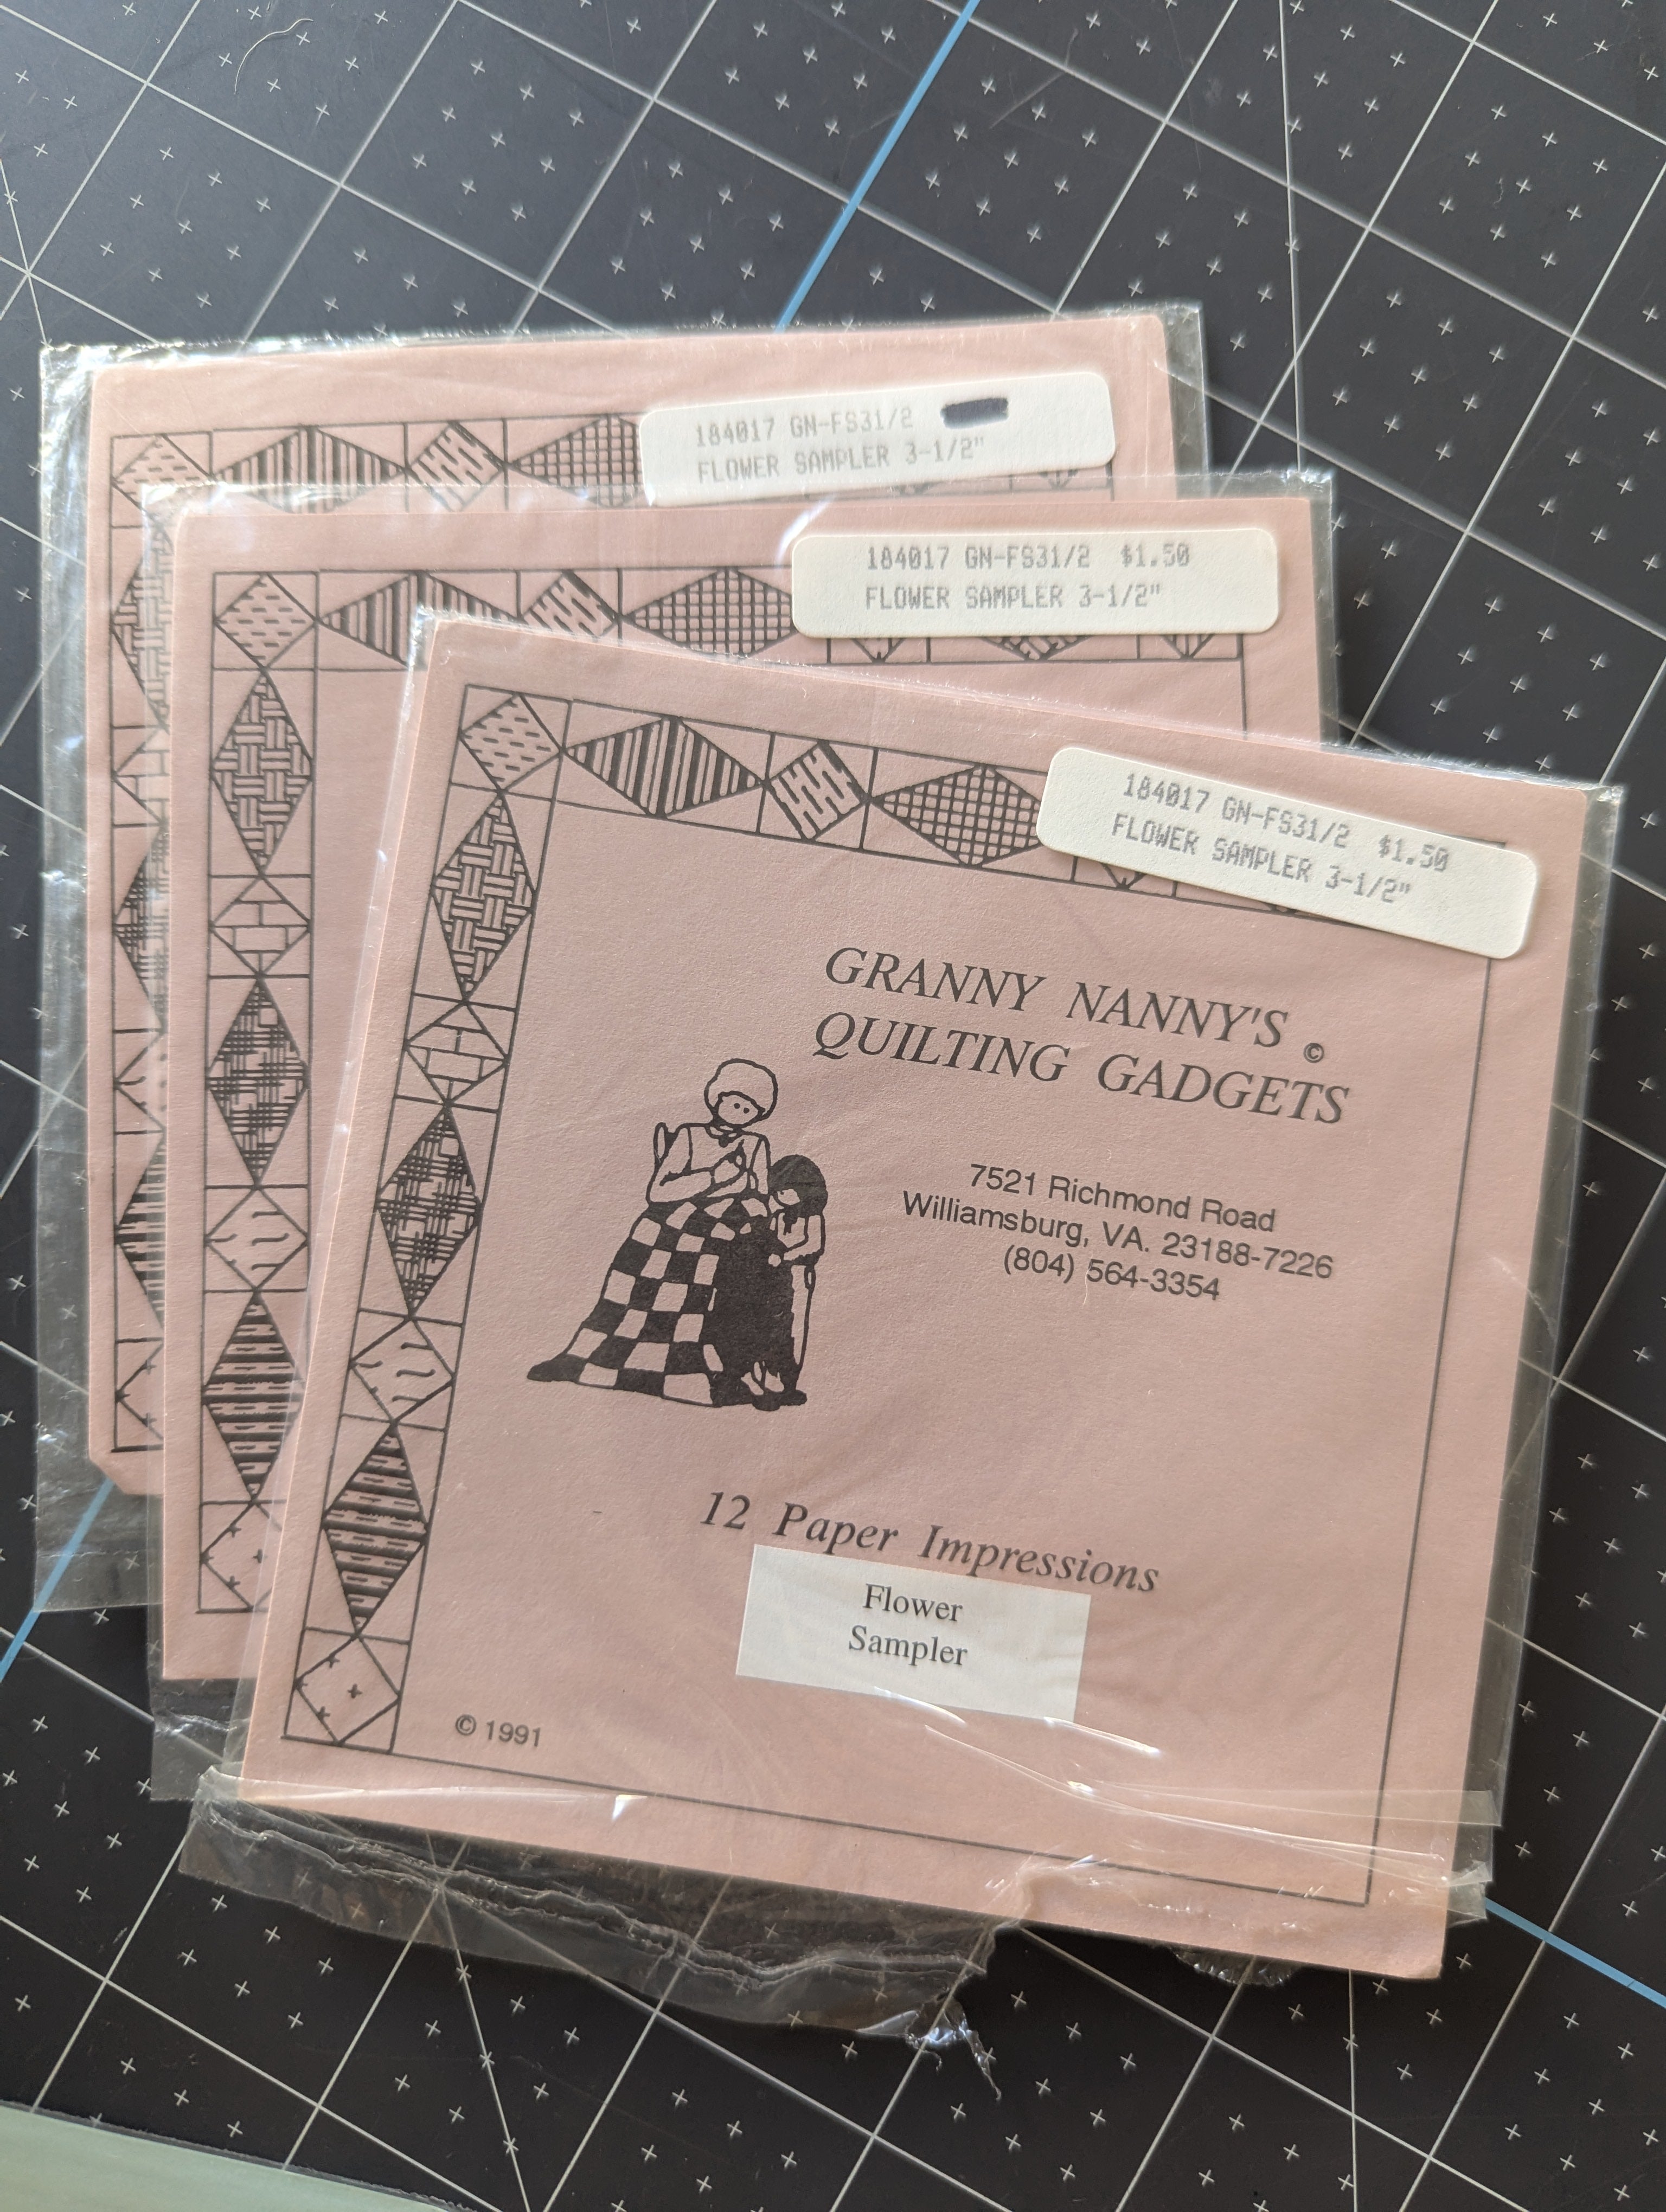 184017 GN-FS31/2
FLOWER SAMPLER 3-1/2"
184017 GN-FS31/2 $1.50
FLOWER SAMPLER 3-1/2"
184017 GN-FS31/2 $1.50
FLOWER SAMPLER 3-1/2"
GRANNY NANNY'S ©
QUILTING GADGETS
7521 Richmond Road
Williamsburg, VA. 23188-7226
(804) 564-3354
12 Paper Impressions
Flower
Sampler
© 1991